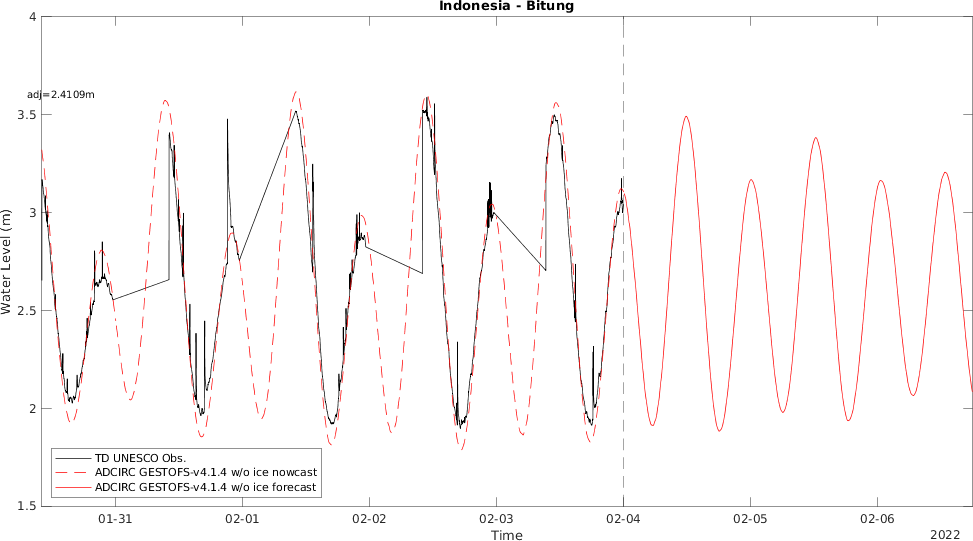 Indonesia - Bitung
4
adj=2.4109m
3.5
3
2.5
2
1.5
Water Level (m)
TD UNESCO Obs.
ADCIRC GESTOFS-v4.1.4 w/o ice nowcast
ADCIRC GESTOFS-v4.1.4 w/o ice forecast
01-31 02-01 02-02 02-03 02-04 02-05 02-06
Time
2022